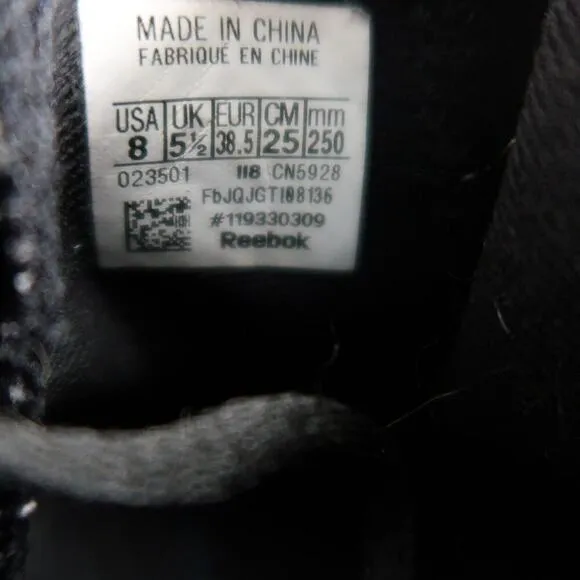 MADE IN CHINA
FABRIQUÉ EN CHINE
USA UK EUR CM mm
8 5½ 38.5 25 250
023501 118 CN5928
FbJQJGT108136
#119330309
Reebok